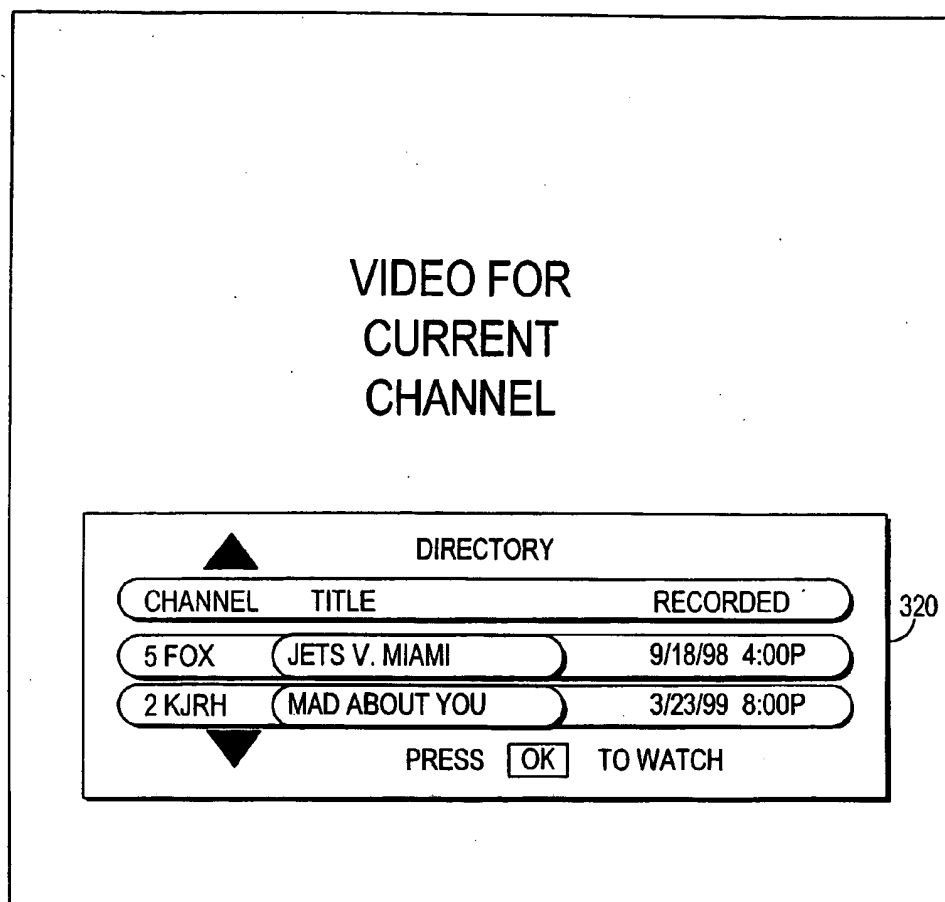 VIDEO FOR
CURRENT
CHANNEL
DIRECTORY
CHANNEL TITLE RECORDED
5 FOX JETS V. MIAMI 9/18/98 4:00P
2 KJRH MAD ABOUT YOU 3/23/99 8:00P
PRESS OK TO WATCH
320